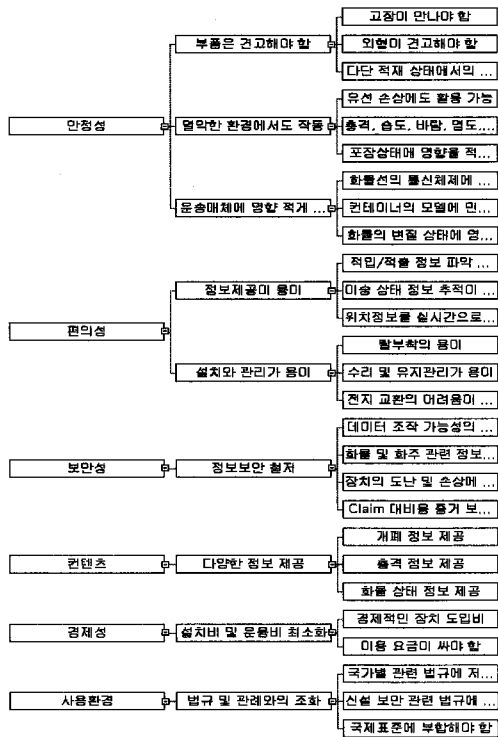 안정성
부품은 견고해야 함
고장이 안나야 함
외형이 견고해야 함
다단 적재 상태에서의 ...
열악한 환경에서도 작동
유선 손상에도 활용 가능
충격, 습도, 바람, 염도, ...
포장상태에 영향을 적 ...
운송매체에 영향 적게 ...
화물선의 통신체제에 ...
컨테이너의 모델에 민 ...
화물의 변질 상태에 영 ...
편의성
정보제공이 용이
적입/적출 정보 파악 ...
이송 상태 정보 추적이 ...
위치정보를 실시간으로 ...
설치와 관리가 용이
탈부착의 용이
수리 및 유지관리가 용이
전지 교환의 어려움이 ...
보안성
정보보안 철저
데이터 조작 가능성의 ...
화물 및 화주 관련 정보 ...
장치의 도난 및 손상에 ...
Claim 대비용 증거 보 ...
컨텐츠
다양한 정보 제공
개폐 정보 제공
충격 정보 제공
화물 상태 정보 제공
경제성
설치비 및 운용비 최소화
경제적인 장치 도입비
이용 요금이 싸야 함
사용환경
법규 및 관례와의 조화
국가별 관련 법규에 저 ...
신설 보안 관련 법규에 ...
국제표준에 부합해야 함